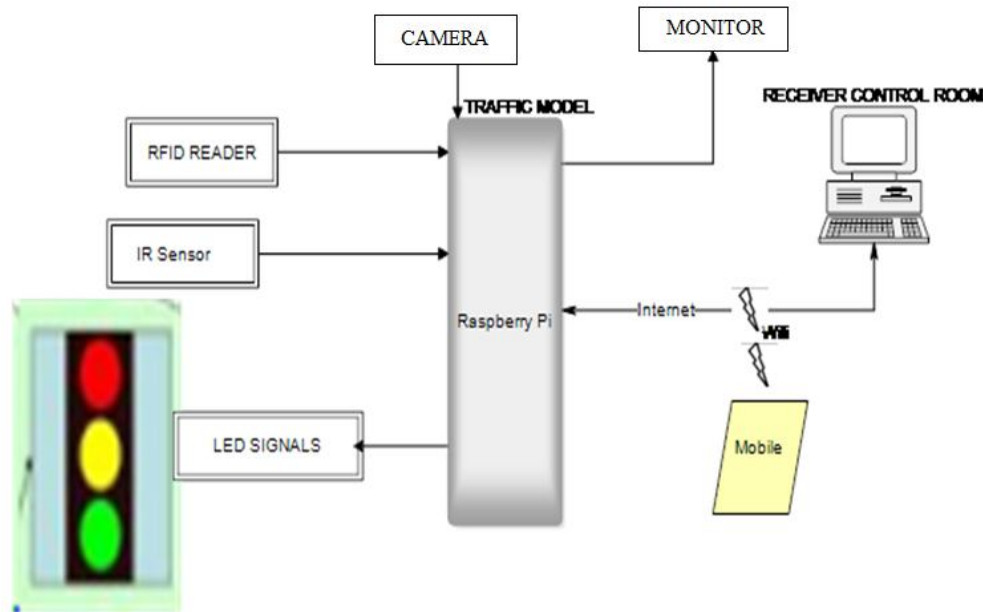 CAMERA
MONITOR
TRAFFIC MODEL
RECEIVER CONTROL ROOM
RFID READER
IR Sensor
Raspberry Pi
Internet
Wifi
LED SIGNALS
Mobile